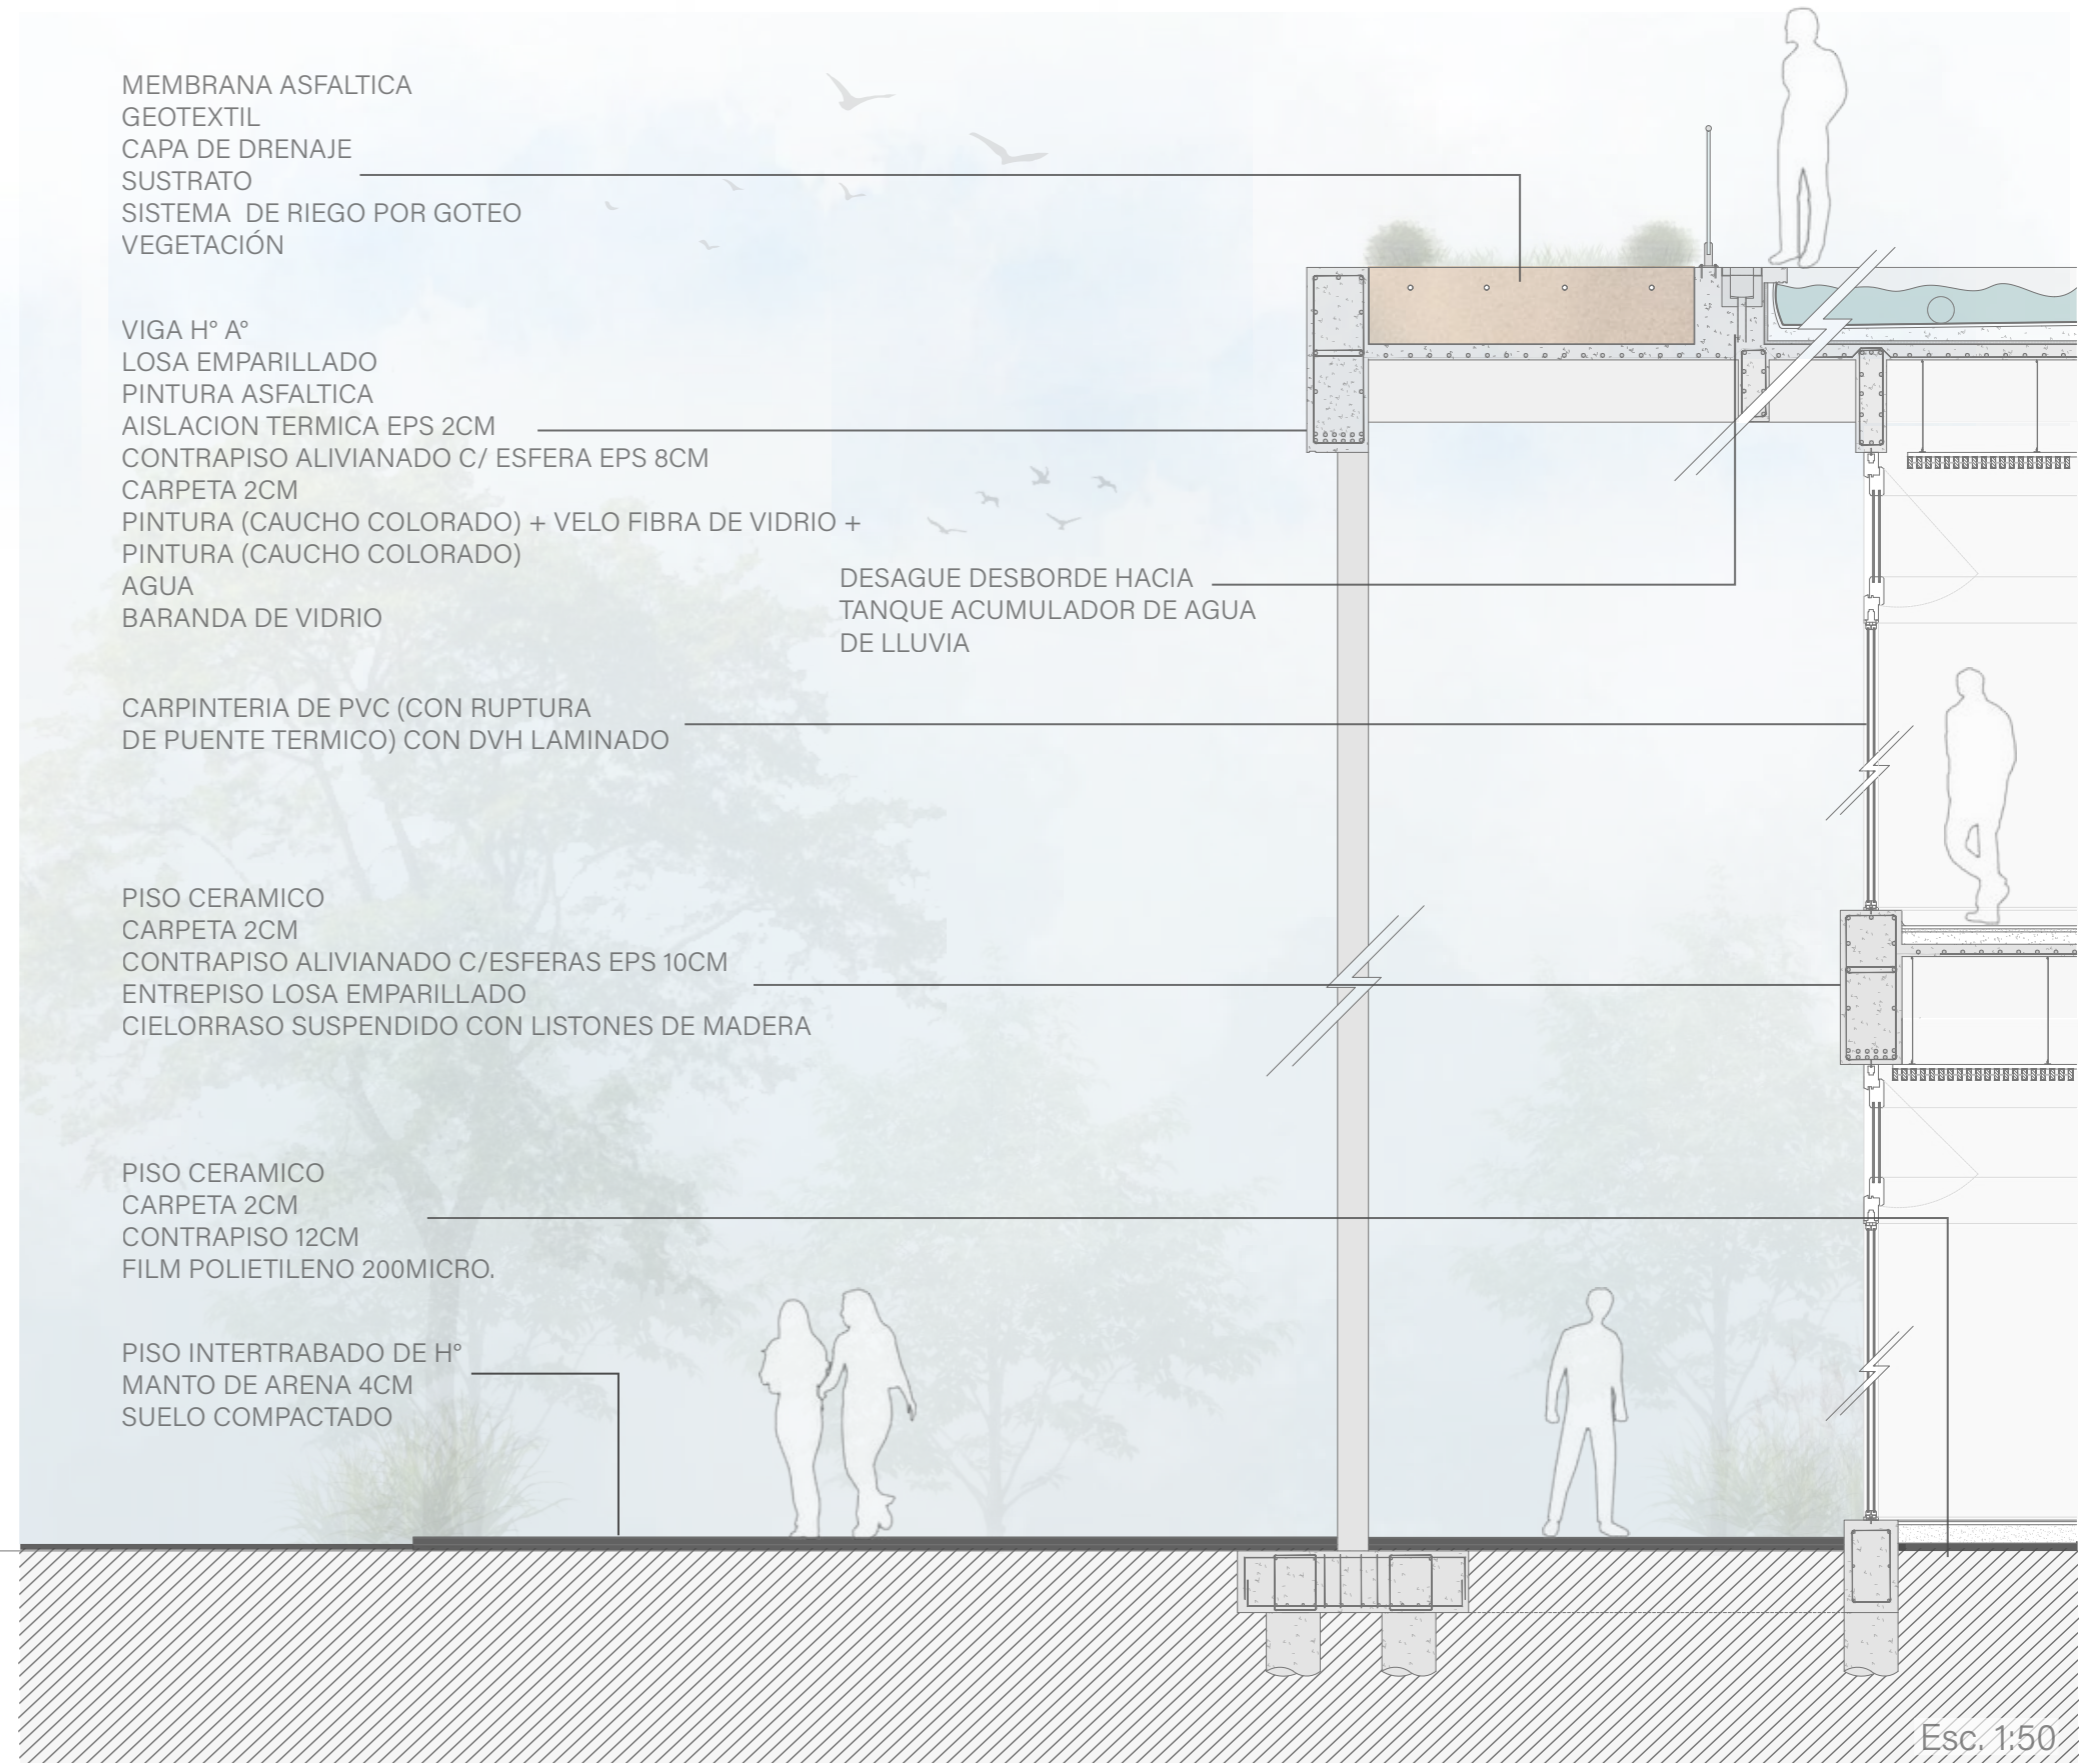 MEMBRANA ASFALTICA
GEOTEXTIL
CAPA DE DRENAJE
SUSTRATO
SISTEMA DE RIEGO POR GOTEO
VEGETACIÓN
VIGA H° A°
LOSA EMPARILLADO
PINTURA ASFALTICA
AISLACION TERMICA EPS 2CM
CONTRAPISO ALIVIANADO C/ ESFERA EPS 8CM
CARPETA 2CM
PINTURA (CAUCHO COLORADO) + VELO FIBRA DE VIDRIO +
PINTURA (CAUCHO COLORADO)
AGUA
BARANDA DE VIDRIO
DESAGUE DESBORDE HACIA
TANQUE ACUMULADOR DE AGUA
DE LLUVIA
CARPINTERIA DE PVC (CON RUPTURA
DE PUENTE TERMICO) CON DVH LAMINADO
PISO CERAMICO
CARPETA 2CM
CONTRAPISO ALIVIANADO C/ESFERAS EPS 10CM
ENTREPISO LOSA EMPARILLADO
CIELORRASO SUSPENDIDO CON LISTONES DE MADERA
PISO CERAMICO
CARPETA 2CM
CONTRAPISO 12CM
FILM POLIETILENO 200MICRO.
PISO INTERTRABADO DE H°
MANTO DE ARENA 4CM
SUELO COMPACTADO
Esc. 1:50